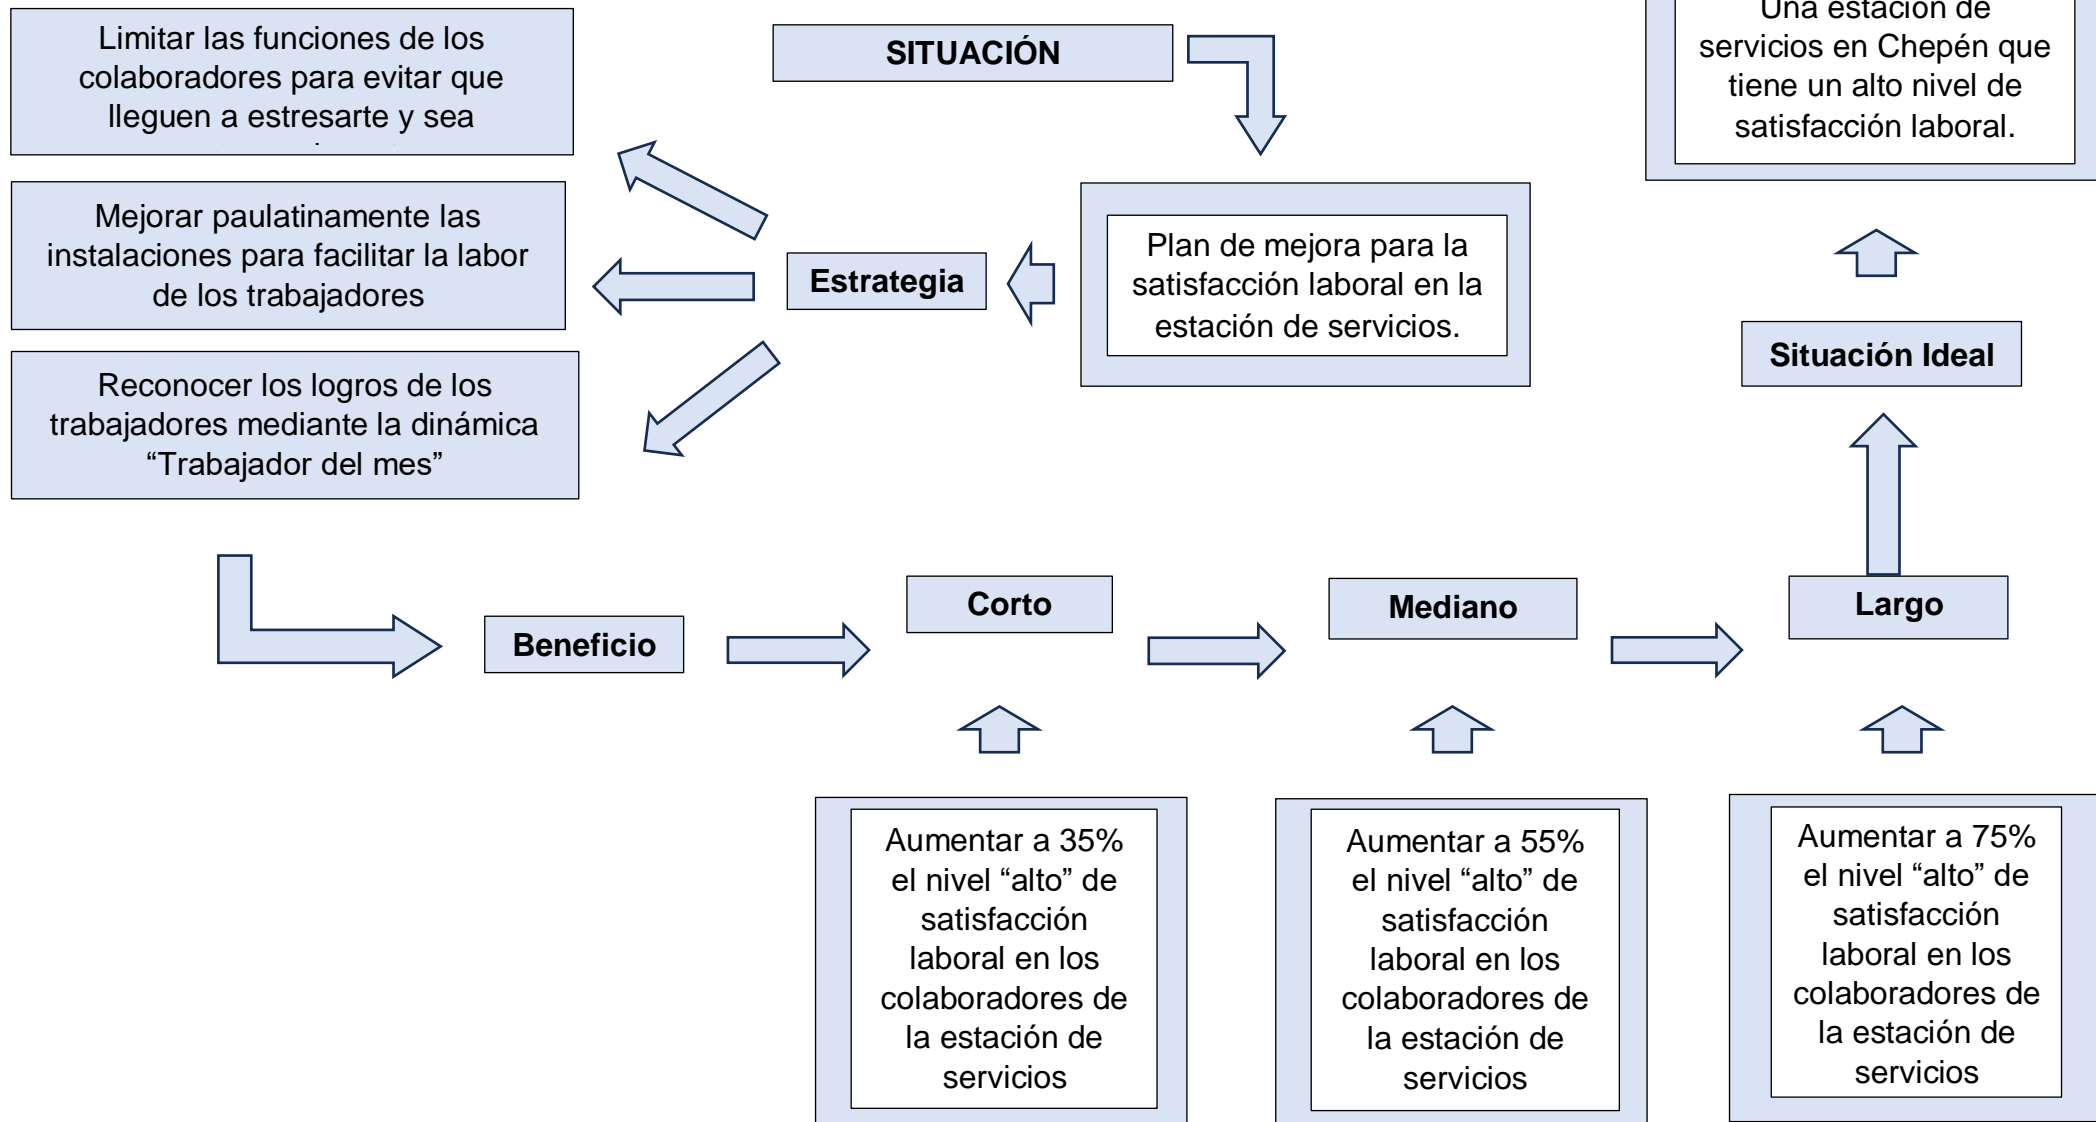 Limitar las funciones de los
colaboradores para evitar que
lleguen a estresarte y sea
SITUACIÓN
Una estación de
servicios en Chepén que
tiene un alto nivel de
satisfacción laboral.
Mejorar paulatinamente las
instalaciones para facilitar la labor
de los trabajadores
Estrategia
Plan de mejora para la
satisfacción laboral en la
estación de servicios.
Situación Ideal
Reconocer los logros de los
trabajadores mediante la dinámica
“Trabajador del mes”
Beneficio
Corto
Mediano
Largo
Aumentar a 35%
el nivel “alto” de
satisfacción
laboral en los
colaboradores de
la estación de
servicios
Aumentar a 55%
el nivel “alto” de
satisfacción
laboral en los
colaboradores de
la estación de
servicios
Aumentar a 75%
el nivel “alto” de
satisfacción
laboral en los
colaboradores de
la estación de
servicios